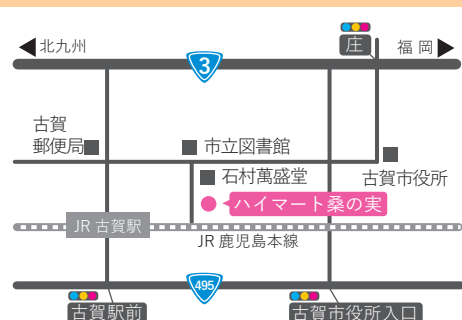 北九州
庄
福岡
3
古賀
郵便局
市立図書館
石村萬盛堂
古賀市役所
ハイマート桑の実
JR 古賀駅
JR 鹿児島本線
495
古賀駅前
古賀市役所入口